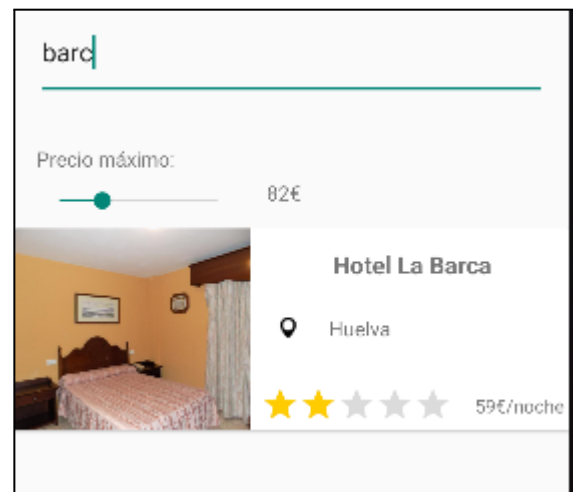 barc
Precio máximo:
82€
Hotel La Barca
Huelva
59€/noche